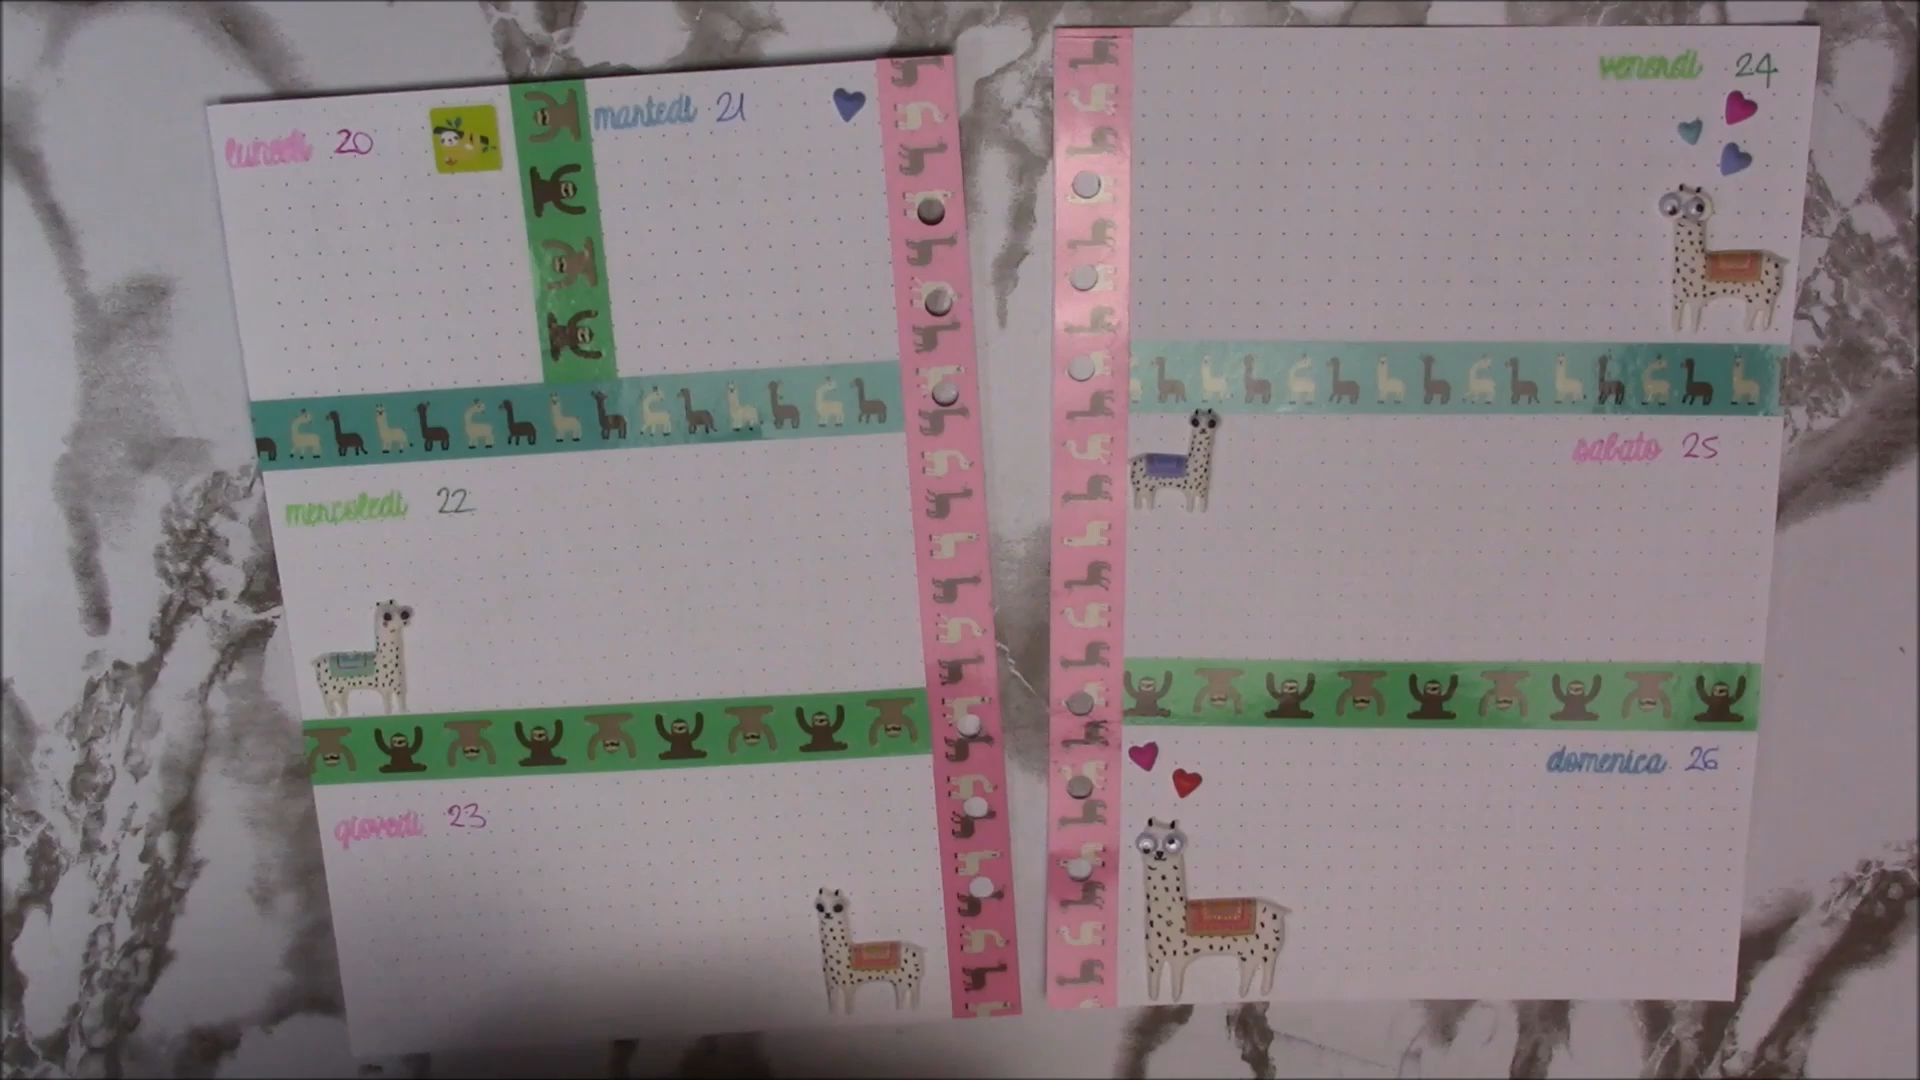 lunedì 20
martedì 21
mercoledì 22
giovedì 23
venerdì 24
sabato 25
domenica 26